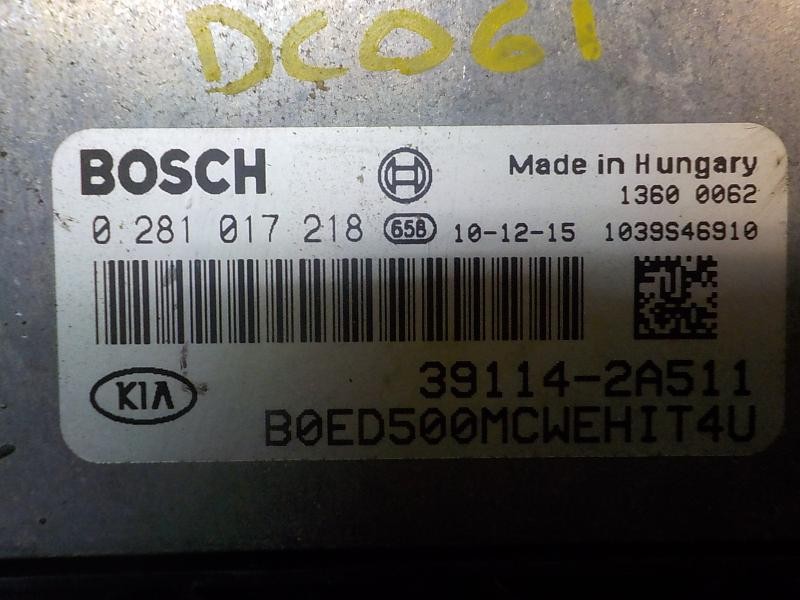 DC061
BOSCH
Made in Hungary
1360 0062
0 281 017 218 65B 10-12-15 1039S46910
39114-2A511
KIA
B0ED500MCWEHIT4U